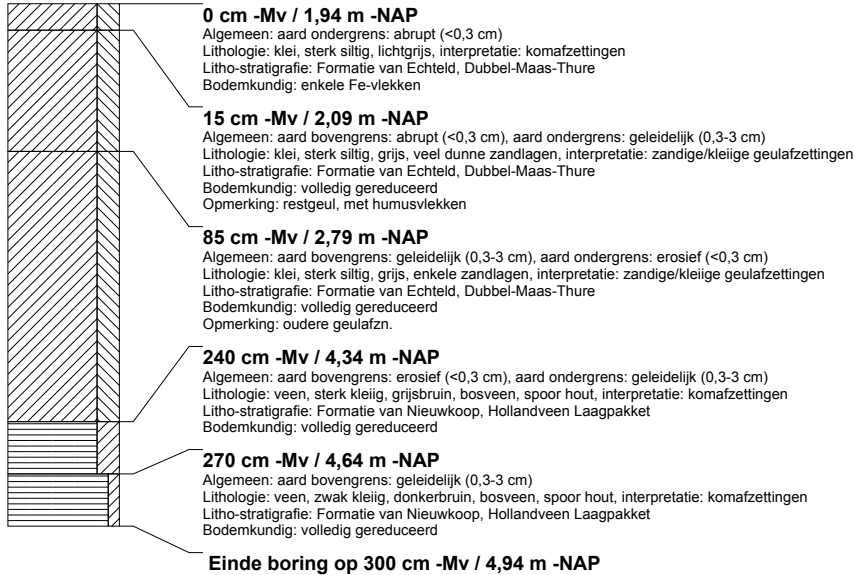 0 cm -Mv / 1,94 m -NAP
Algemeen: aard ondergrens: abrupt (<0,3 cm)
Lithologie: klei, sterk siltig, lichtgrijs, interpretatie: komafzettingen
Litho-stratigrafie: Formatie van Echteld, Dubbel-Maas-Thure
Bodemkundig: enkele Fe-vlekken
15 cm -Mv / 2,09 m -NAP
Algemeen: aard bovengrens: abrupt (<0,3 cm), aard ondergrens: geleidelijk (0,3-3 cm)
Lithologie: klei, sterk siltig, grijs, veel dunne zandlagen, interpretatie: zandige/kleiige geulafzettingen
Litho-stratigrafie: Formatie van Echteld, Dubbel-Maas-Thure
Bodemkundig: volledig gereduceerd
Opmerking: restgeul, met humusvlekken
85 cm -Mv / 2,79 m -NAP
Algemeen: aard bovengrens: geleidelijk (0,3-3 cm), aard ondergrens: erosief (<0,3 cm)
Lithologie: klei, sterk siltig, grijs, enkele zandlagen, interpretatie: zandige/kleiige geulafzettingen
Litho-stratigrafie: Formatie van Echteld, Dubbel-Maas-Thure
Bodemkundig: volledig gereduceerd
Opmerking: oudere geulafzn.
240 cm -Mv / 4,34 m -NAP
Algemeen: aard bovengrens: erosief (<0,3 cm), aard ondergrens: geleidelijk (0,3-3 cm)
Lithologie: veen, sterk kleiig, grijsbruin, bosveen, spoor hout, interpretatie: komafzettingen
Litho-stratigrafie: Formatie van Nieuwkoop, Hollandveen Laagpakket
Bodemkundig: volledig gereduceerd
270 cm -Mv / 4,64 m -NAP
Algemeen: aard bovengrens: geleidelijk (0,3-3 cm)
Lithologie: veen, zwak kleiig, donkerbruin, bosveen, spoor hout, interpretatie: komafzettingen
Litho-stratigrafie: Formatie van Nieuwkoop, Hollandveen Laagpakket
Bodemkundig: volledig gereduceerd
Einde boring op 300 cm -Mv / 4,94 m -NAP